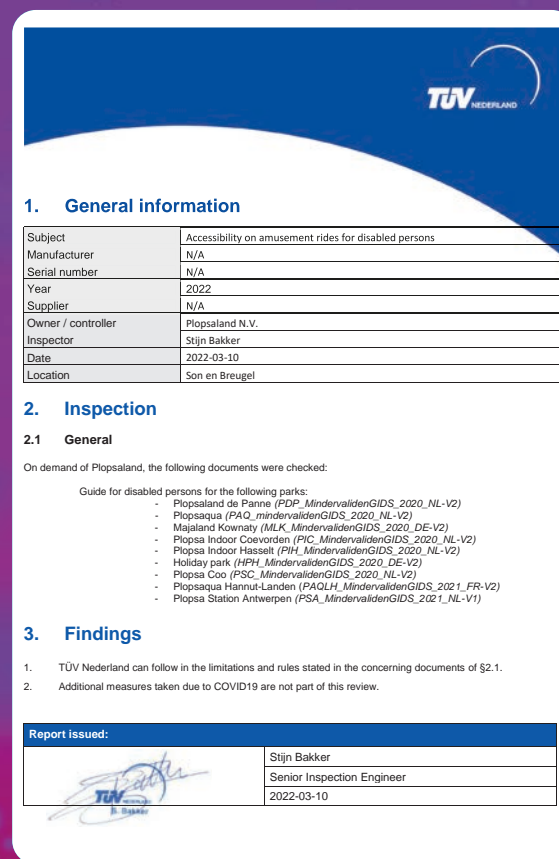 TÜV NEDERLAND
1. General information
Subject Accessibility on amusement rides for disabled persons
Manufacturer N/A
Serial number N/A
Year 2022
Supplier N/A
Owner / controller Plopsaland N.V.
Inspector Stijn Bakker
Date 2022-03-10
Location Son en Breugel
2. Inspection
2.1 General
On demand of Plopsaland, the following documents were checked:
Guide for disabled persons for the following parks:
- Plopsaland de Panne (PDP_MindervalidenGIDS_2020_NL-V2)
- Plopsaqua (PAQ_mindervalidenGIDS_2020_NL-V2)
- Majaland Kownaty (MLK_MindervalidenGIDS_2020_DE-V2)
- Plopsa Indoor Coevorden (PIC_MindervalidenGIDS_2020_NL-V2)
- Plopsa Indoor Hasselt (PIH_MindervalidenGIDS_2020_NL-V2)
- Holiday park (HPH_MindervalidenGIDS_2020_DE-V2)
- Plopsa Coo (PSC_MindervalidenGIDS_2020_NL-V2)
- Plopsaqua Hannut-Landen (PAQLH_MindervalidenGIDS_2021_FR-V2)
- Plopsa Station Antwerpen (PSA_MindervalidenGIDS_2021_NL-V1)
3. Findings
1. TÜV Nederland can follow in the limitations and rules stated in the concerning documents of §2.1.
2. Additional measures taken due to COVID19 are not part of this review.
Report issued:
Stijn Bakker
Senior Inspection Engineer
2022-03-10
TÜV NEDERLAND
S. Bakker